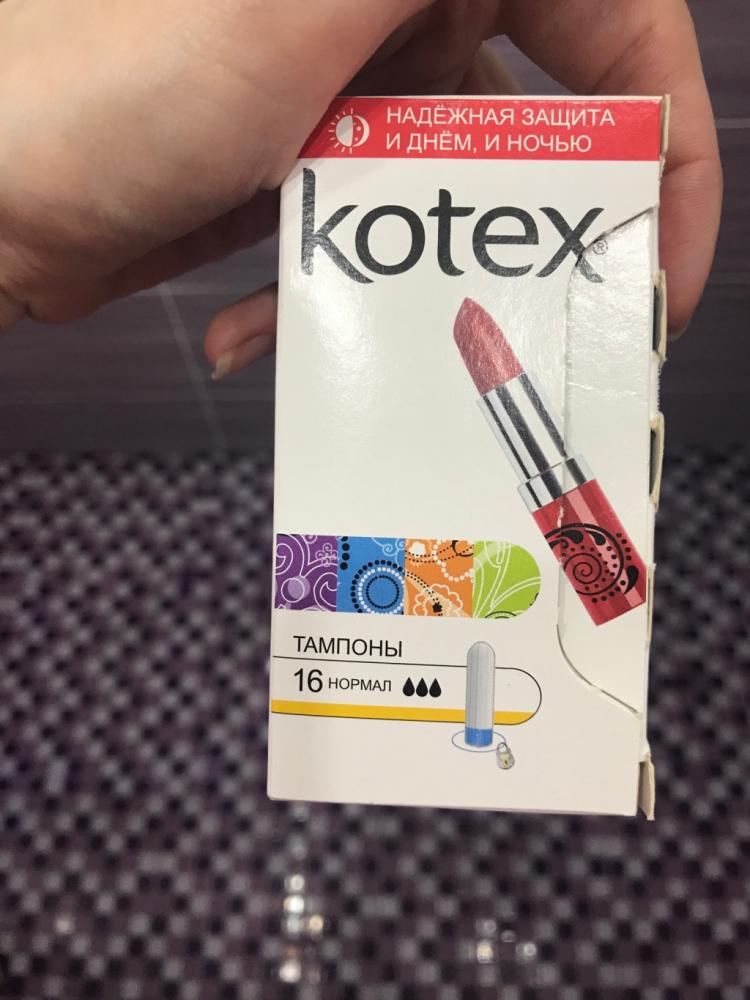 НАДЁЖНАЯ ЗАЩИТА
И ДНЁМ, И НОЧЬЮ
kotex®
ТАМПОНЫ
16 НОРМАЛ